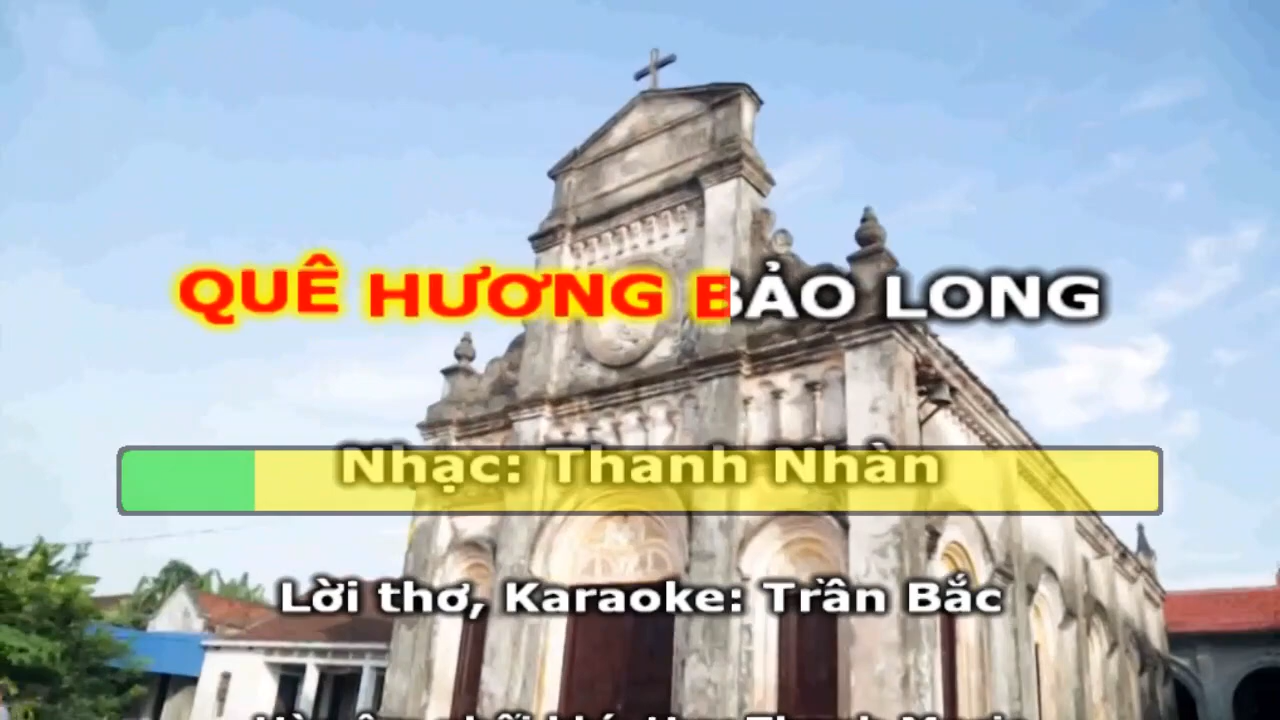 QUÊ HƯƠNG BẢO LONG
Nhạc: Thanh Nhàn
Lời thơ, Karaoke: Trần Bắc